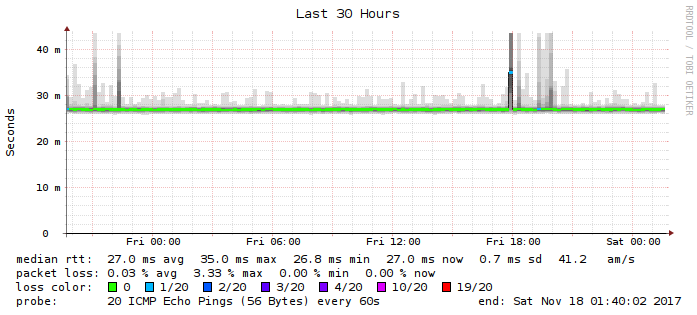 Last 30 Hours
RRDTOOL / TOBI OETIKER
Seconds
40 m
30 m
20 m
10 m
0
Fri 00:00 Fri 06:00 Fri 12:00 Fri 18:00 Sat 00:00
median rtt: 27.0 ms avg 35.0 ms max 26.8 ms min 27.0 ms now 0.7 ms sd 41.2 am/s
packet loss: 0.03 % avg 3.33 % max 0.00 % min 0.00 % now
loss color: 0 1/20 2/20 3/20 4/20 10/20 19/20
probe: 20 ICMP Echo Pings (56 Bytes) every 60s end: Sat Nov 18 01:40:02 2017